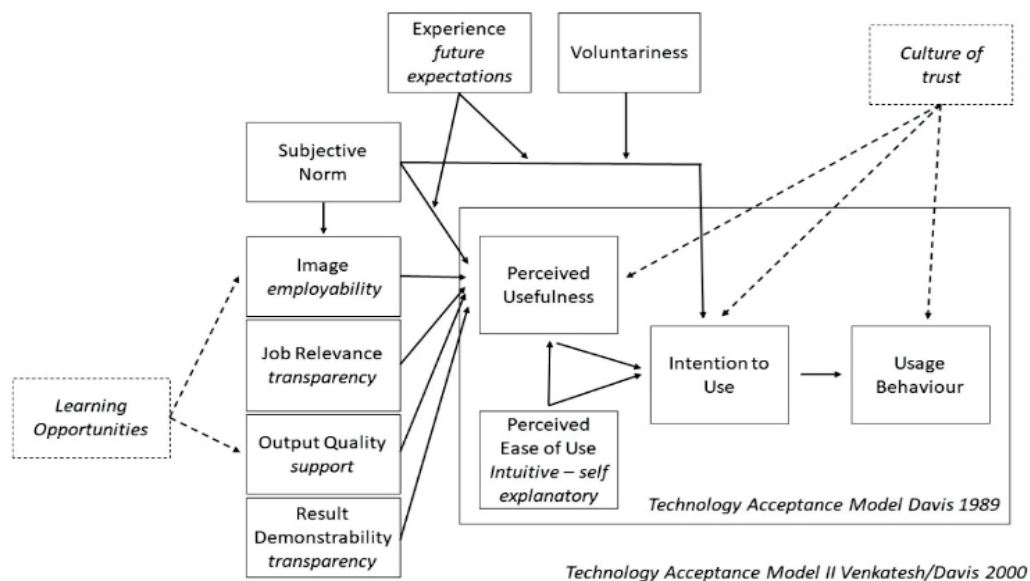 Experience
future
expectations
Voluntariness
Culture of
trust
Subjective
Norm
Image
employability
Perceived
Usefulness
Job Relevance
transparency
Intention to
Use
Usage
Behaviour
Learning
Opportunities
Output Quality
support
Perceived
Ease of Use
Intuitive – self
explanatory
Result
Demonstrability
transparency
Technology Acceptance Model Davis 1989
Technology Acceptance Model II Venkatesh/Davis 2000